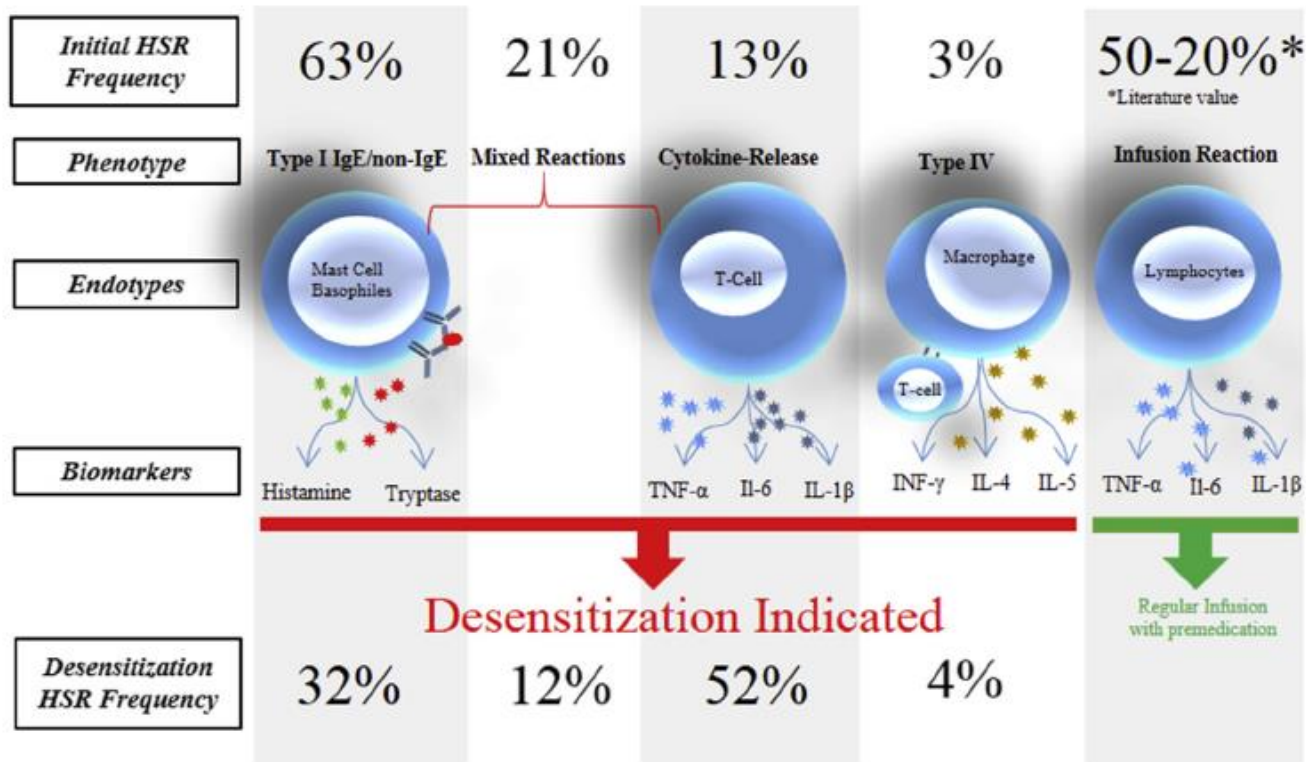 Initial HSR
Frequency
63%
21%
13%
3%
50-20%*
*Literature value
Phenotype
Type I IgE/non-IgE
Mixed Reactions
Cytokine-Release
Type IV
Infusion Reaction
Endotypes
Mast Cell
Basophiles
T-Cell
Macrophage
T-cell
Lymphocytes
Biomarkers
Histamine
Tryptase
TNF-α
Il-6
IL-1β
INF-γ
IL-4
IL-5
TNF-α
Il-6
IL-1β
Desensitization Indicated
Regular Infusion
with premedication
Desensitization
HSR Frequency
32%
12%
52%
4%